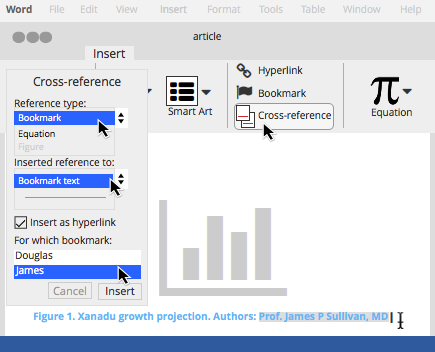 Word File Edit View Insert Format Tools Table Window Help
article
Insert
Cross-reference
Reference type:
Bookmark
Equation
Figure
Inserted reference to:
Bookmark text
Insert as hyperlink
For which bookmark:
Douglas
James
Cancel Insert
Smart Art
Hyperlink
Bookmark
Cross-reference
π
Equation
Figure 1. Xanadu growth projection. Authors: Prof. James P Sullivan, MD